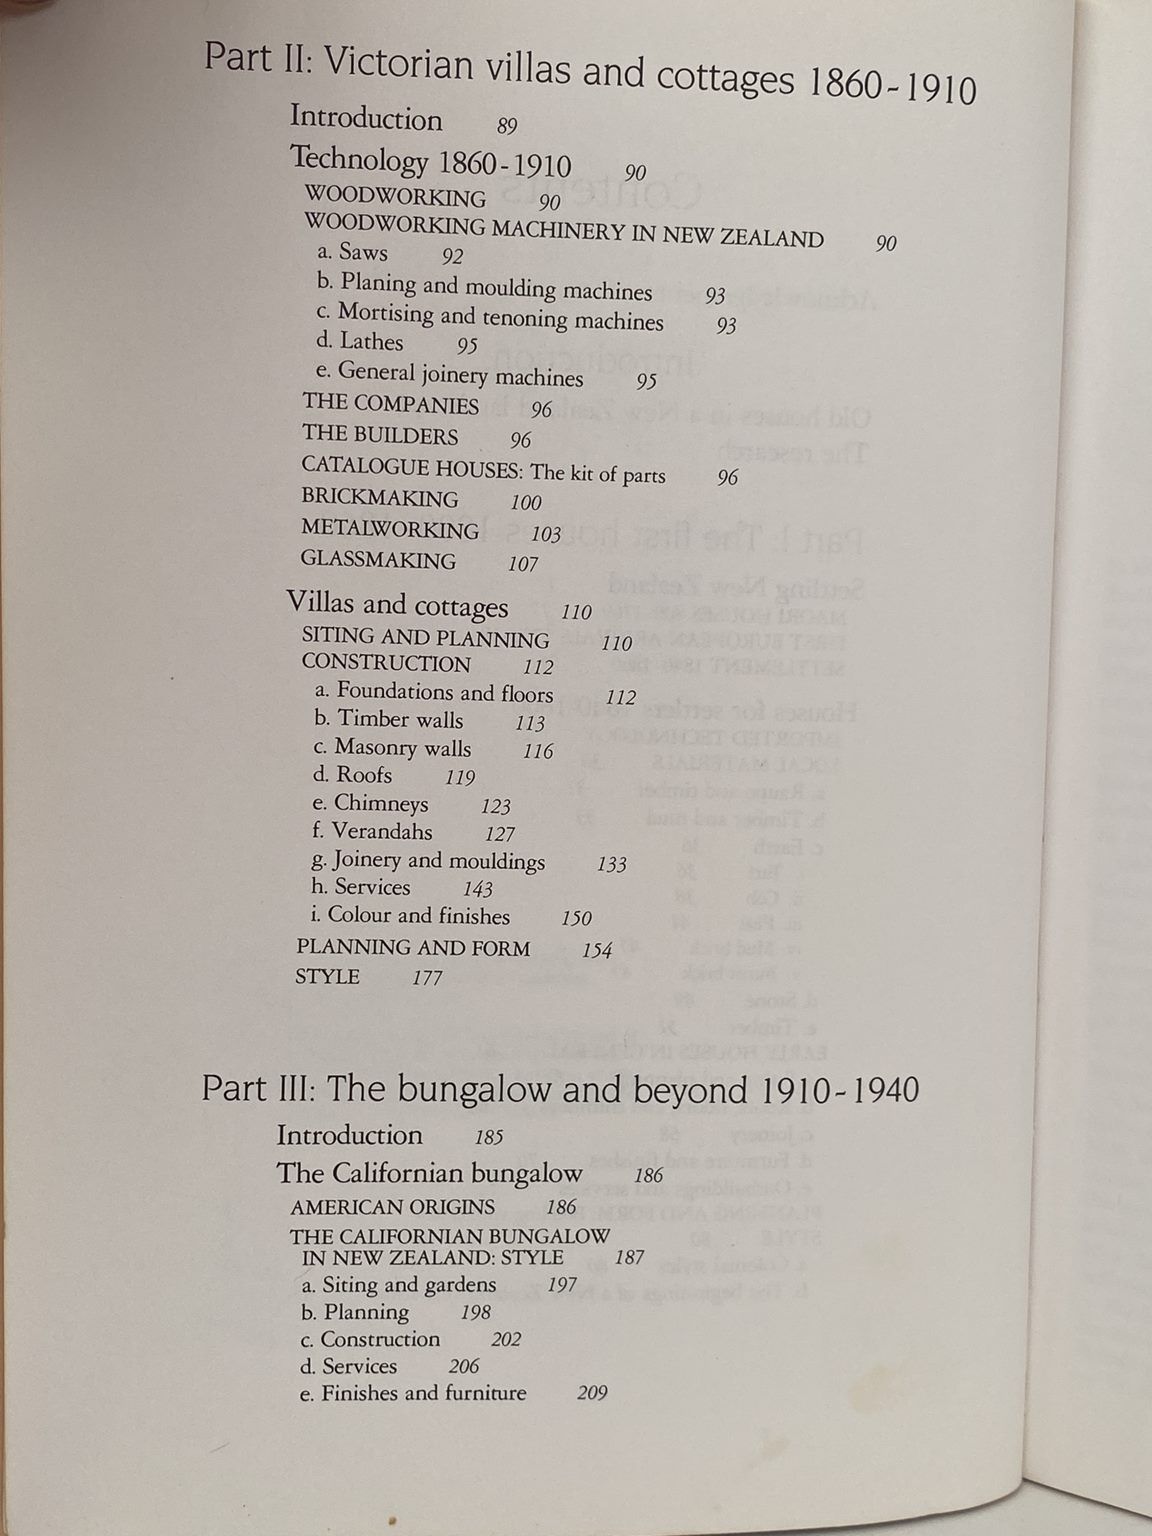 Part II: Victorian villas and cottages 1860-1910
Introduction 89
Technology 1860-1910 90
WOODWORKING 90
WOODWORKING MACHINERY IN NEW ZEALAND 90
a. Saws 92
b. Planing and moulding machines 93
c. Mortising and tenoning machines 93
d. Lathes 95
e. General joinery machines 95
THE COMPANIES 96
THE BUILDERS 96
CATALOGUE HOUSES: The kit of parts 96
BRICKMAKING 100
METALWORKING 103
GLASSMAKING 107
Villas and cottages 110
SITING AND PLANNING 110
CONSTRUCTION 112
a. Foundations and floors 112
b. Timber walls 113
c. Masonry walls 116
d. Roofs 119
e. Chimneys 123
f. Verandahs 127
g. Joinery and mouldings 133
h. Services 143
i. Colour and finishes 150
PLANNING AND FORM 154
STYLE 177
Part III: The bungalow and beyond 1910-1940
Introduction 185
The Californian bungalow 186
AMERICAN ORIGINS 186
THE CALIFORNIAN BUNGALOW
IN NEW ZEALAND: STYLE 187
a. Siting and gardens 197
b. Planning 198
c. Construction 202
d. Services 206
e. Finishes and furniture 209